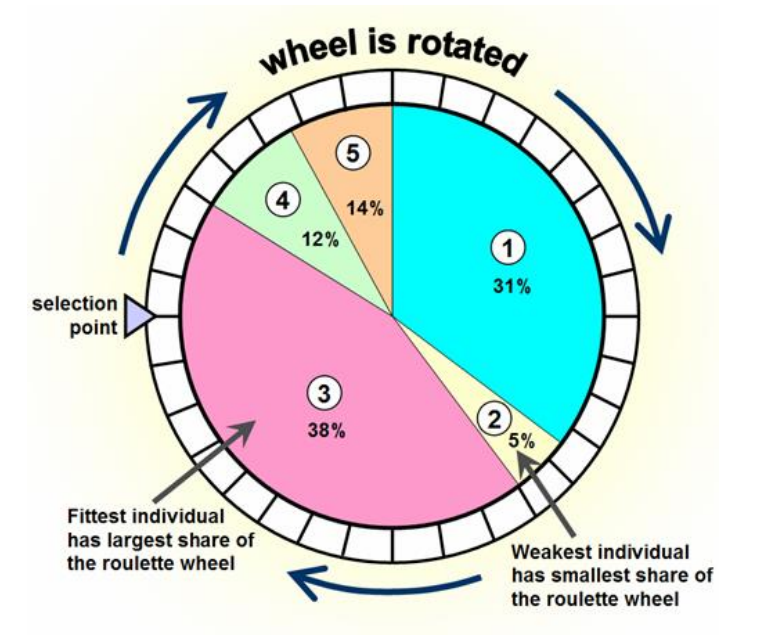 wheel is rotated
5
14%
4
12%
1
31%
selection
point
3
38%
2
5%
Fittest individual
has largest share of
the roulette wheel
Weakest individual
has smallest share of
the roulette wheel